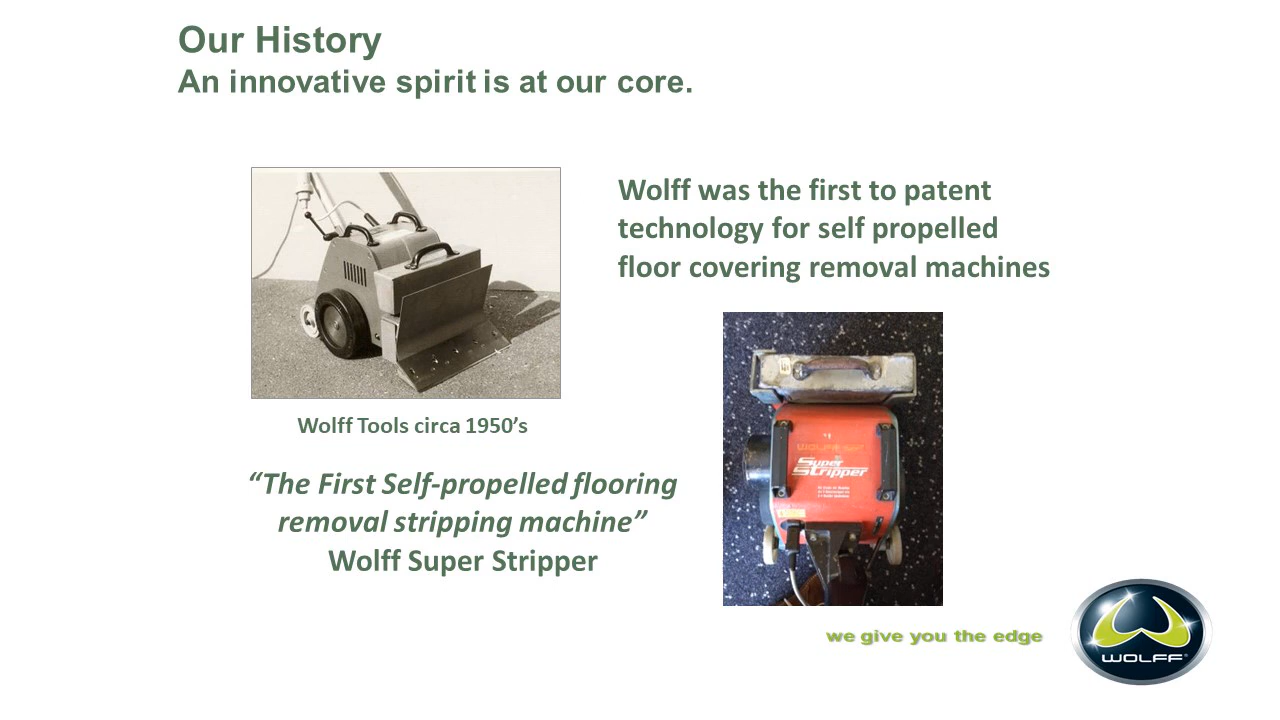 Our History
An innovative spirit is at our core.
Wolff was the first to patent
technology for self propelled
floor covering removal machines
Wolff Tools circa 1950’s
“The First Self-propelled flooring
removal stripping machine”
Wolff Super Stripper
WOLFF
Super
Stripper
we give you the edge
WOLFF